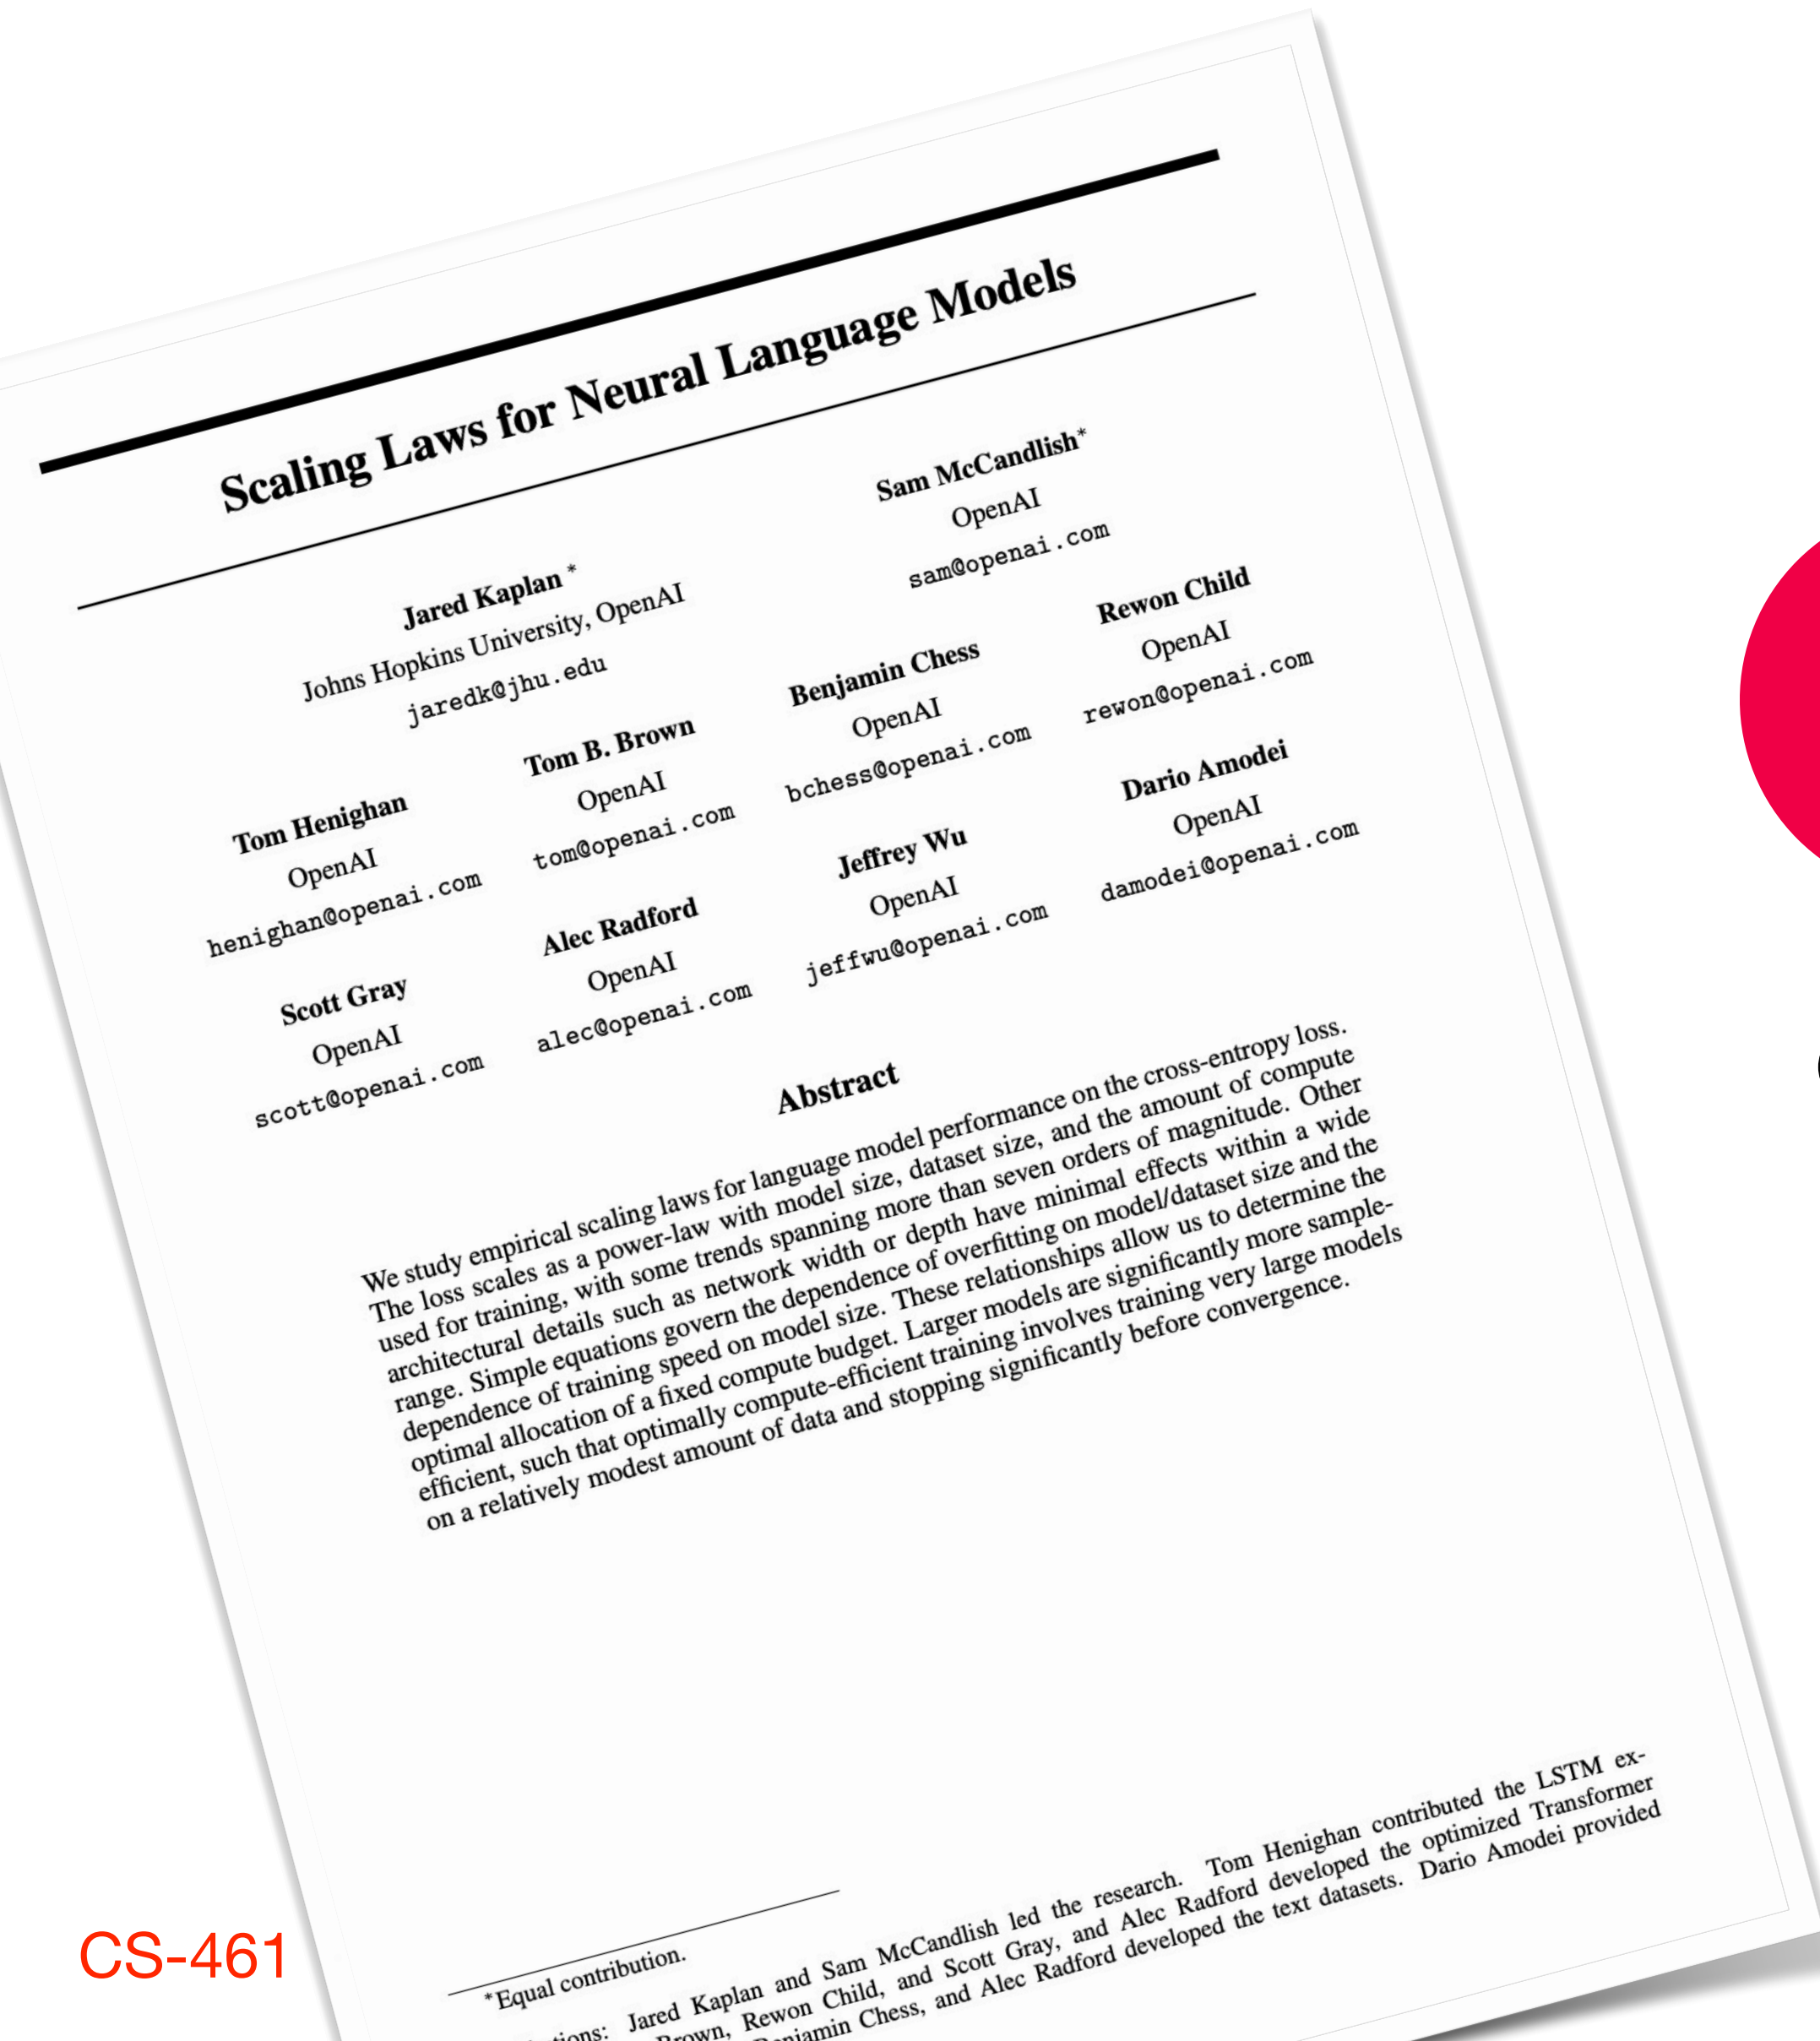 Scaling Laws for Neural Language Models
Jared Kaplan *
Johns Hopkins University, OpenAI
jaredk@jhu.edu
Sam McCandlish*
OpenAI
sam@openai.com
Tom Henighan
OpenAI
henighan@openai.com
Tom B. Brown
OpenAI
tom@openai.com
Benjamin Chess
OpenAI
bchess@openai.com
Rewon Child
OpenAI
rewon@openai.com
Scott Gray
OpenAI
scott@openai.com
Alec Radford
OpenAI
alec@openai.com
Jeffrey Wu
OpenAI
jeffwu@openai.com
Dario Amodei
OpenAI
damodei@openai.com
Abstract
We study empirical scaling laws for language model performance on the cross-entropy loss.
The loss scales as a power-law with model size, dataset size, and the amount of compute
used for training, with some trends spanning more than seven orders of magnitude. Other
architectural details such as network width or depth have minimal effects within a wide
range. Simple equations govern the dependence of overfitting on model/dataset size and the
dependence of training speed on model size. These relationships allow us to determine the
optimal allocation of a fixed compute budget. Larger models are significantly more sample-
efficient, such that optimally compute-efficient training involves training very large models
on a relatively modest amount of data and stopping significantly before convergence.
*Equal contribution.
Jared Kaplan and Sam McCandlish led the research. Tom Henighan contributed the LSTM ex-
Brown, Rewon Child, and Scott Gray, and Alec Radford developed the optimized Transformer
Benjamin Chess, and Alec Radford developed the text datasets. Dario Amodei provided
CS-461